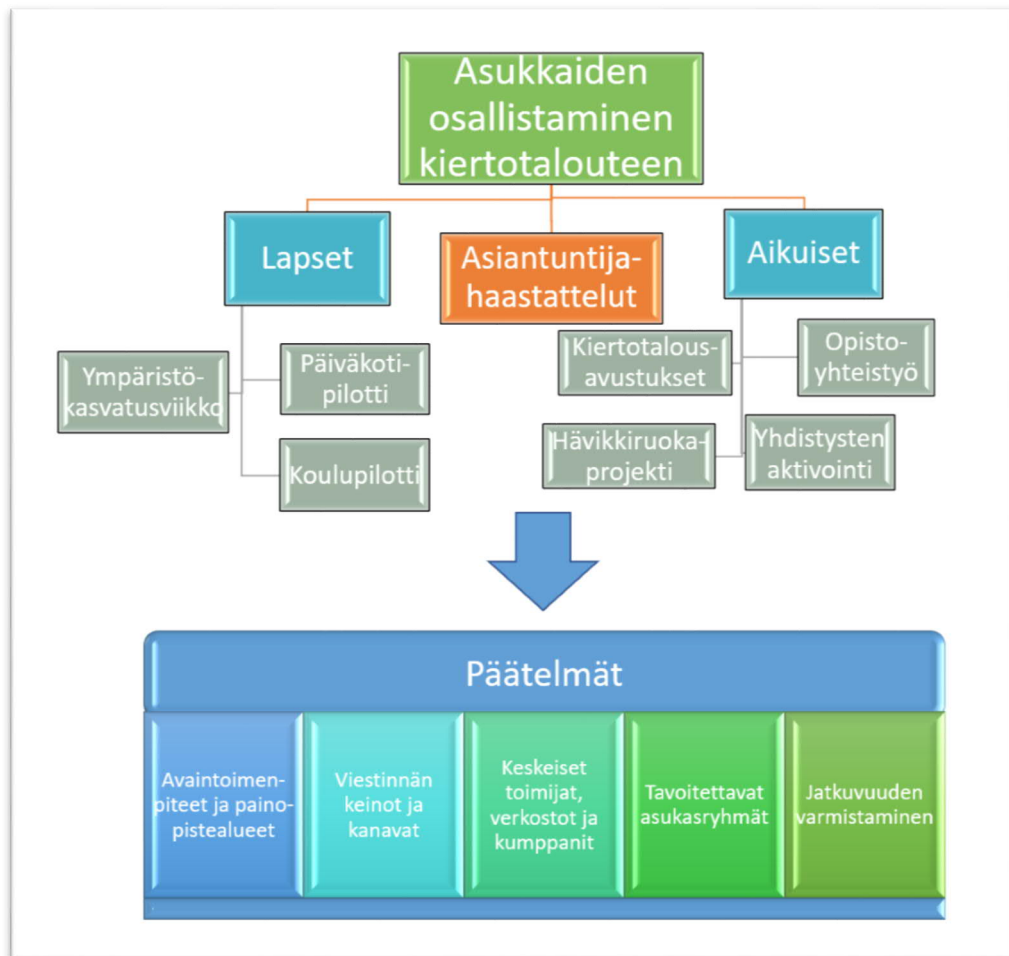 Asukkaiden
osallistaminen
kiertotalouteen
Lapset
Asiantuntija-
haastattelut
Aikuiset
Ympäristö-
kasvatusviikko
Päiväkoti-
pilotti
Koulupilotti
Kiertotalous-
avustukset
Opisto-
yhteistyö
Hävikkiruoka-
projekti
Yhdistysten
aktivointi
Päätelmät
Avaintoimen-
piteet ja paino-
pistealueet
Viestinnän
keinot ja
kanavat
Keskeiset
toimijat,
verkostot ja
kumppanit
Tavoitettavat
asukasryhmät
Jatkuvuuden
varmistaminen